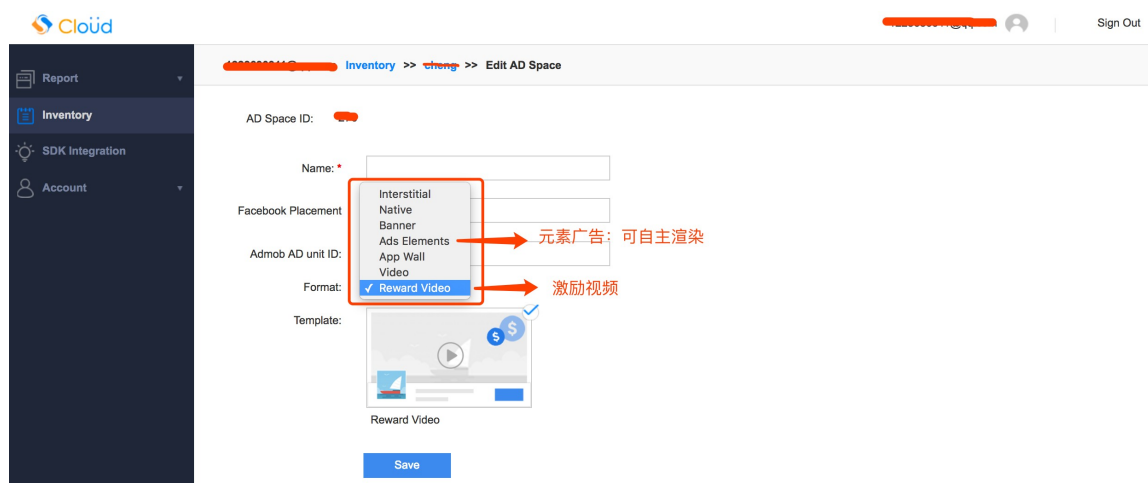 Cloüd
Sign Out
Inventory >> >> Edit AD Space
Report
Inventory
SDK Integration
Account
AD Space ID:
Name: *
Facebook Placement
Admob AD unit ID:
Format:
Interstitial
Native
Banner
Ads Elements
App Wall
Video
✓ Reward Video
元素广告：可自主渲染
激励视频
Template:
Reward Video
Save